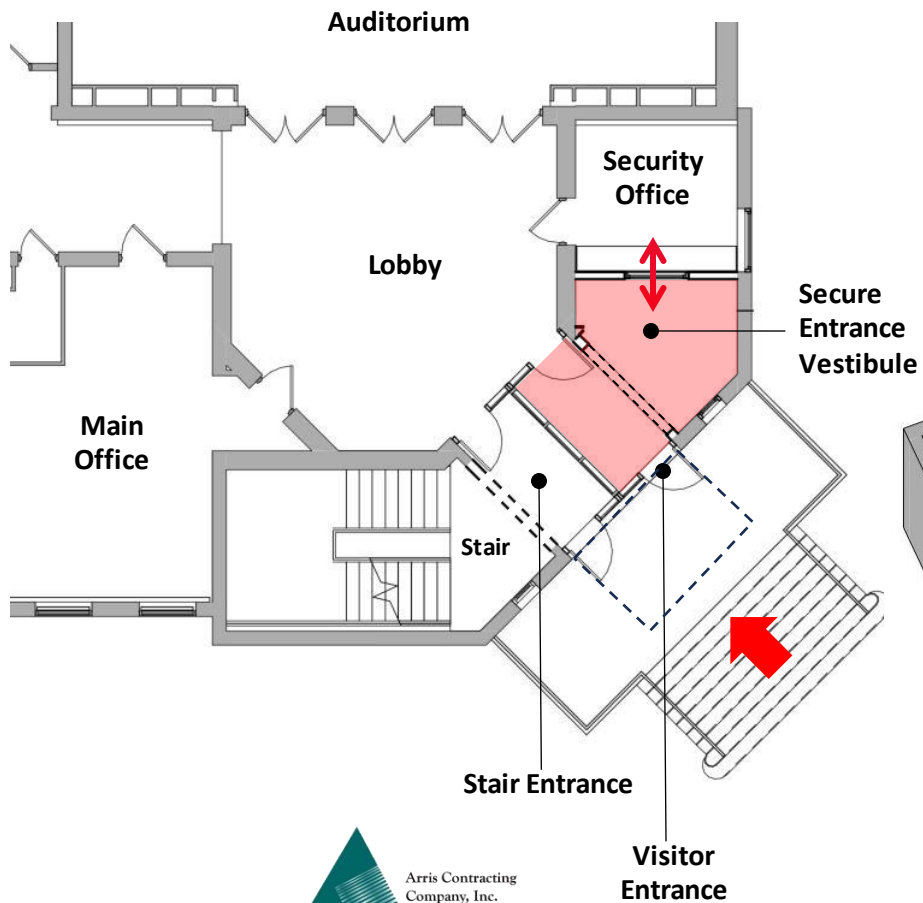 Auditorium
Security
Office
Lobby
Secure
Entrance
Vestibule
Main
Office
Stair
Stair Entrance
Visitor
Entrance
Arris Contracting
Company, Inc.